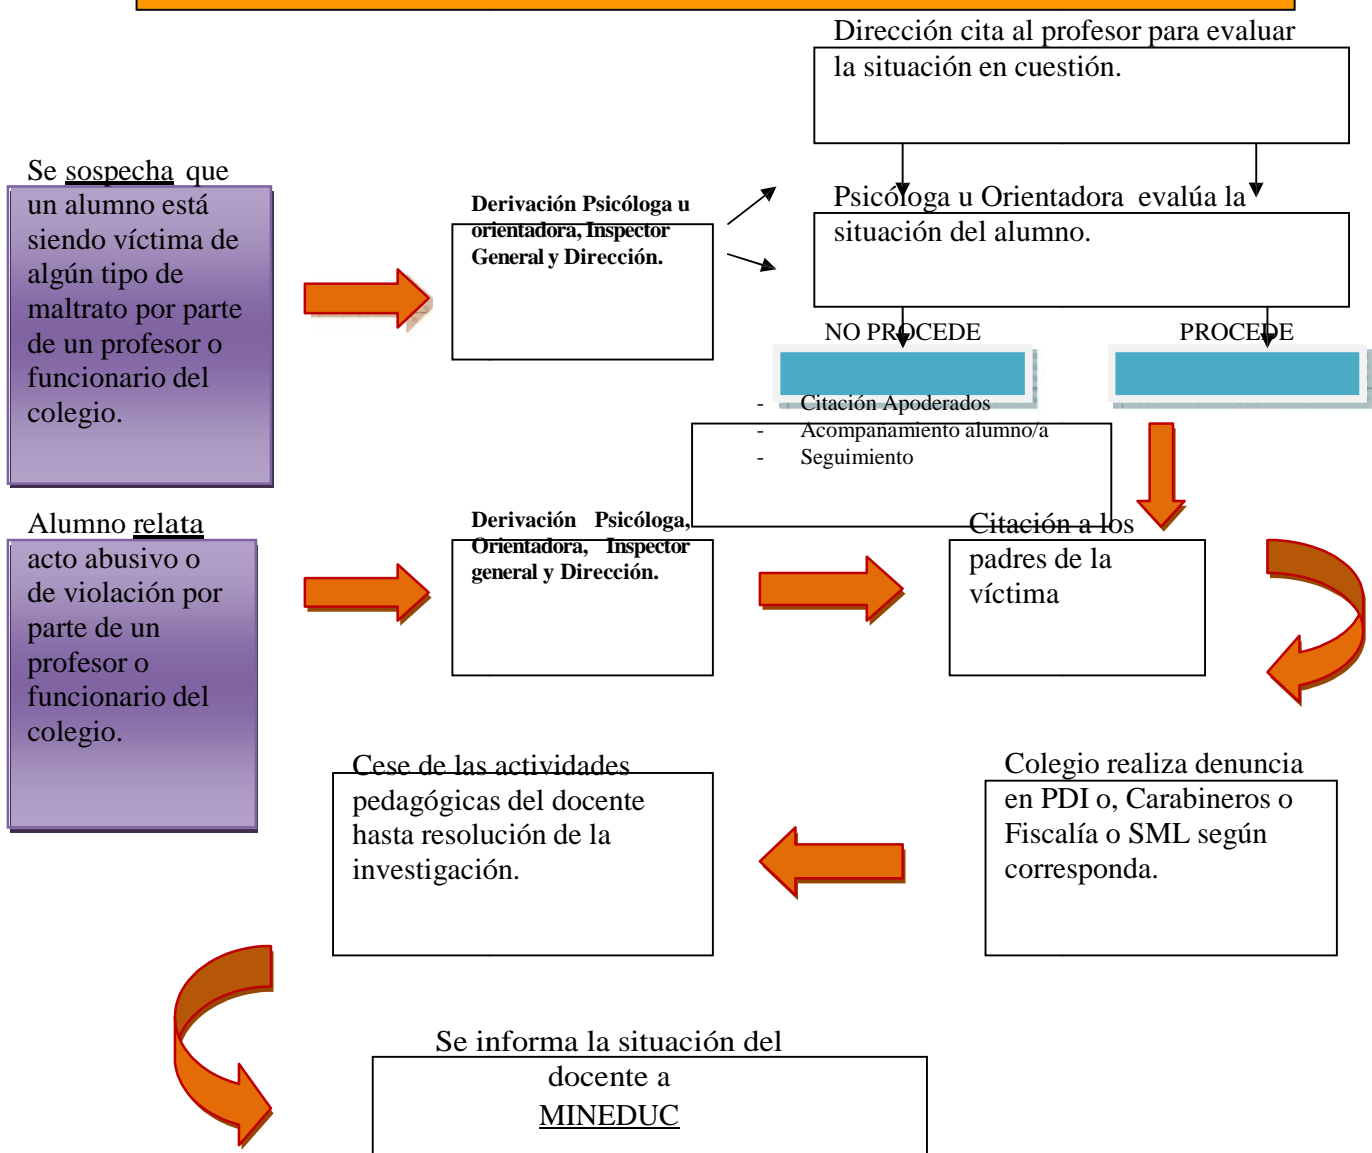 Dirección cita al profesor para evaluar
la situación en cuestión.
Se sospecha que
un alumno está
siendo víctima de
algún tipo de
maltrato por parte
de un profesor o
funcionario del
colegio.
Derivación Psicóloga u
orientadora, Inspector
General y Dirección.
Psicóloga u Orientadora evalúa la
situación del alumno.
NO PROCEDE
PROCEDE
- Citación Apoderados
- Acompañamiento alumno/a
- Seguimiento
Alumno relata
acto abusivo o
de violación por
parte de un
profesor o
funcionario del
colegio.
Derivación Psicóloga,
Orientadora, Inspector
general y Dirección.
Citación a los
padres de la
víctima
Colegio realiza denuncia
en PDI o, Carabineros o
Fiscalía o SML según
corresponda.
Cese de las actividades
pedagógicas del docente
hasta resolución de la
investigación.
Se informa la situación del
docente a
MINEDUC